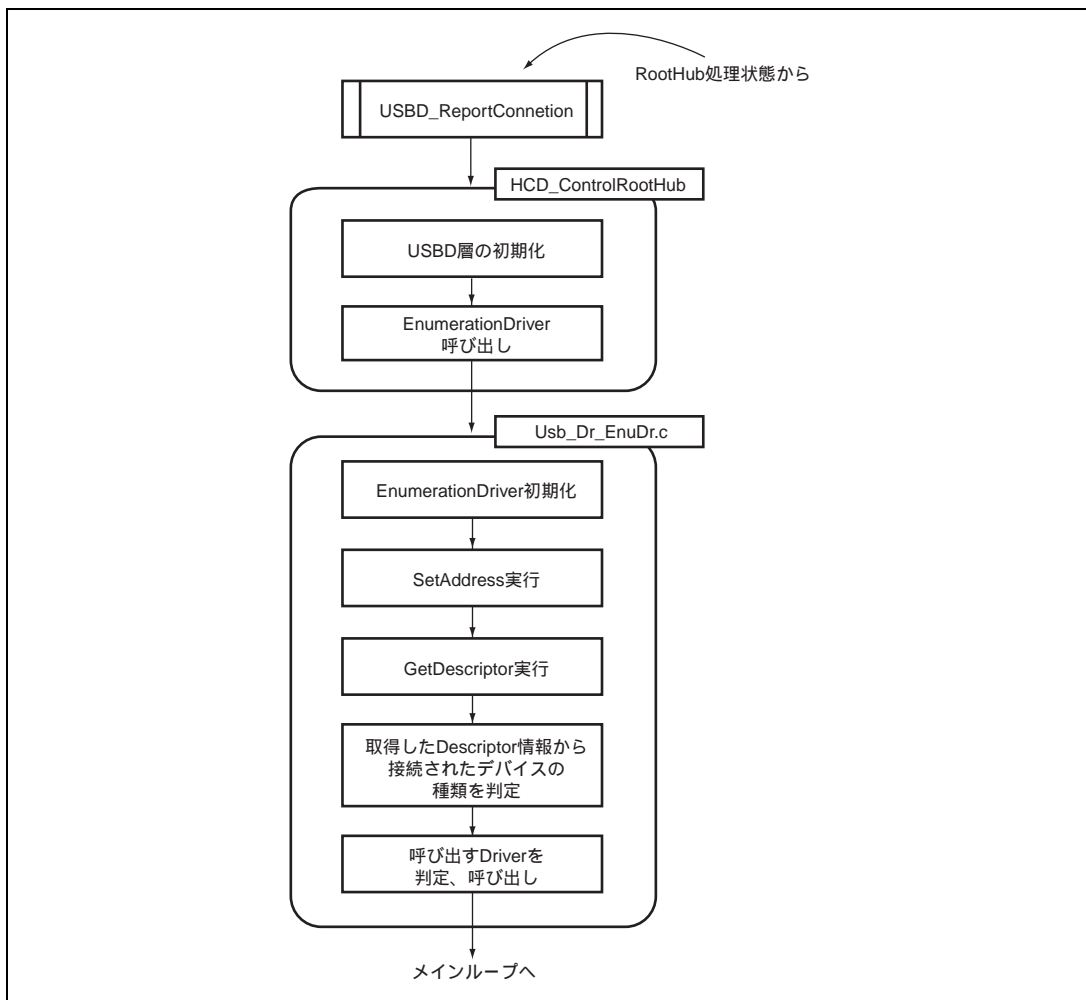 RootHub処理状態から
USBD_ReportConnetion
HCD_ControlRootHub
USBD層の初期化
EnumerationDriver
呼び出し
Usb_Dr_EnuDr.c
EnumerationDriver初期化
SetAddress実行
GetDescriptor実行
取得したDescriptor情報から
接続されたデバイスの
種類を判定
呼び出すDriverを
判定、呼び出し
メインループへ